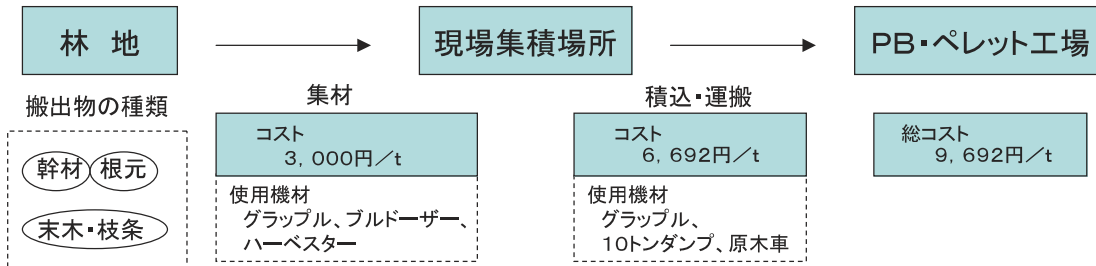 林 地
現場集積場所
PB・ペレット工場
搬出物の種類
幹材
根元
末木・枝条
集材
コスト
3,000円/t
使用機材
グラップル、ブルドーザー、
ハーベスター
積込・運搬
コスト
6,692円/t
使用機材
グラップル、
10トンダンプ、原木車
総コスト
9,692円/t